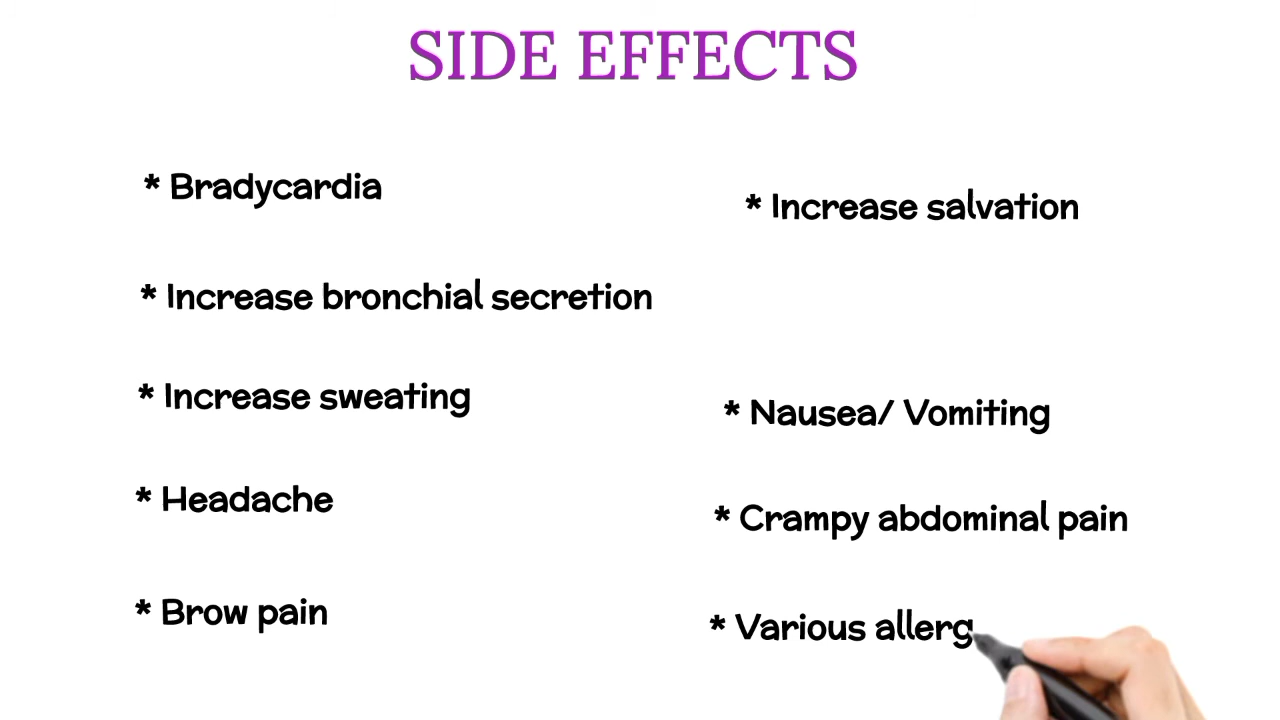 SIDE EFFECTS
* Bradycardia
* Increase bronchial secretion
* Increase sweating
* Headache
* Brow pain
* Increase salvation
* Nausea/ Vomiting
* Crampy abdominal pain
* Various allerg